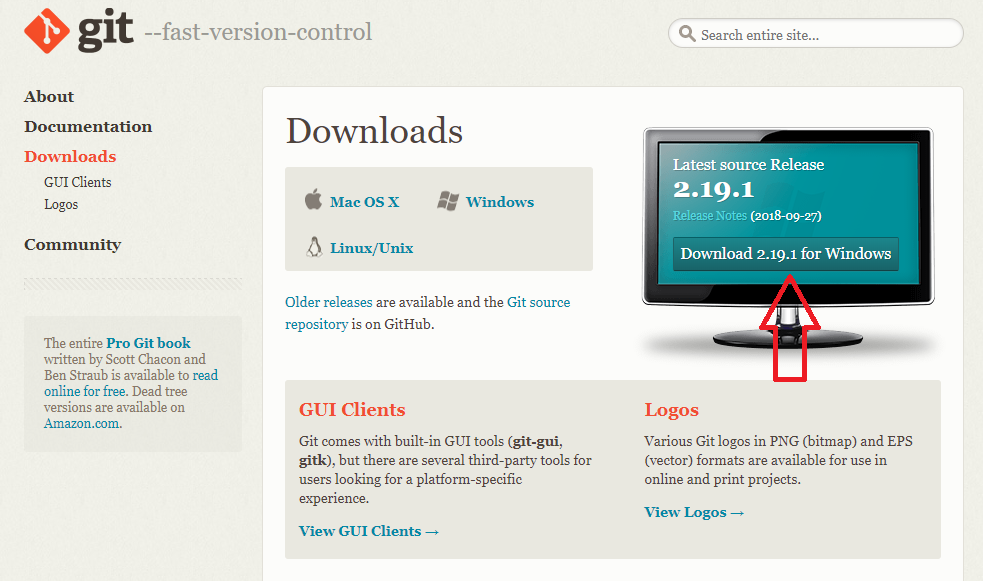 git --fast-version-control
Search entire site...
About
Documentation
Downloads
GUI Clients
Logos
Community
The entire Pro Git book
written by Scott Chacon and
Ben Straub is available to read
online for free. Dead tree
versions are available on
Amazon.com.
Downloads
Mac OS X
Windows
Linux/Unix
Older releases are available and the Git source
repository is on GitHub.
Latest source Release
2.19.1
Release Notes (2018-09-27)
Download 2.19.1 for Windows
GUI Clients
Git comes with built-in GUI tools (git-gui,
gitk), but there are several third-party tools for
users looking for a platform-specific
experience.
View GUI Clients →
Logos
Various Git logos in PNG (bitmap) and EPS
(vector) formats are available for use in
online and print projects.
View Logos →